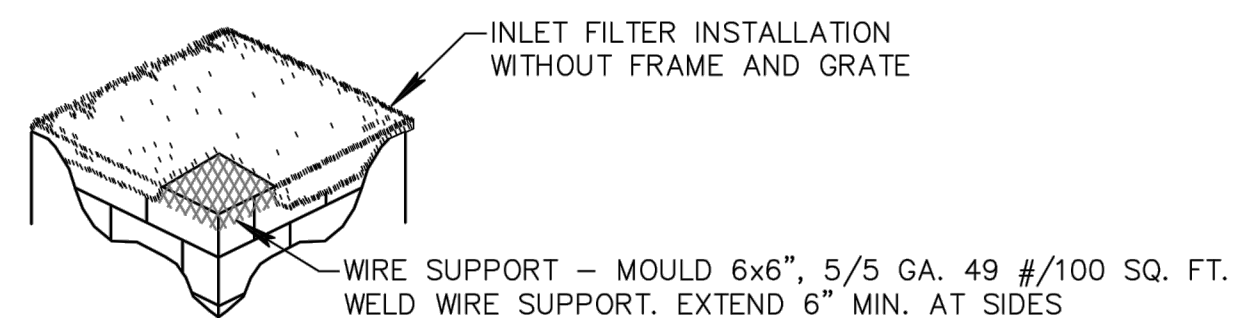 INLET FILTER INSTALLATION
WITHOUT FRAME AND GRATE
WIRE SUPPORT – MOULD 6x6”, 5/5 GA. 49 #/100 SQ. FT.
WELD WIRE SUPPORT. EXTEND 6” MIN. AT SIDES